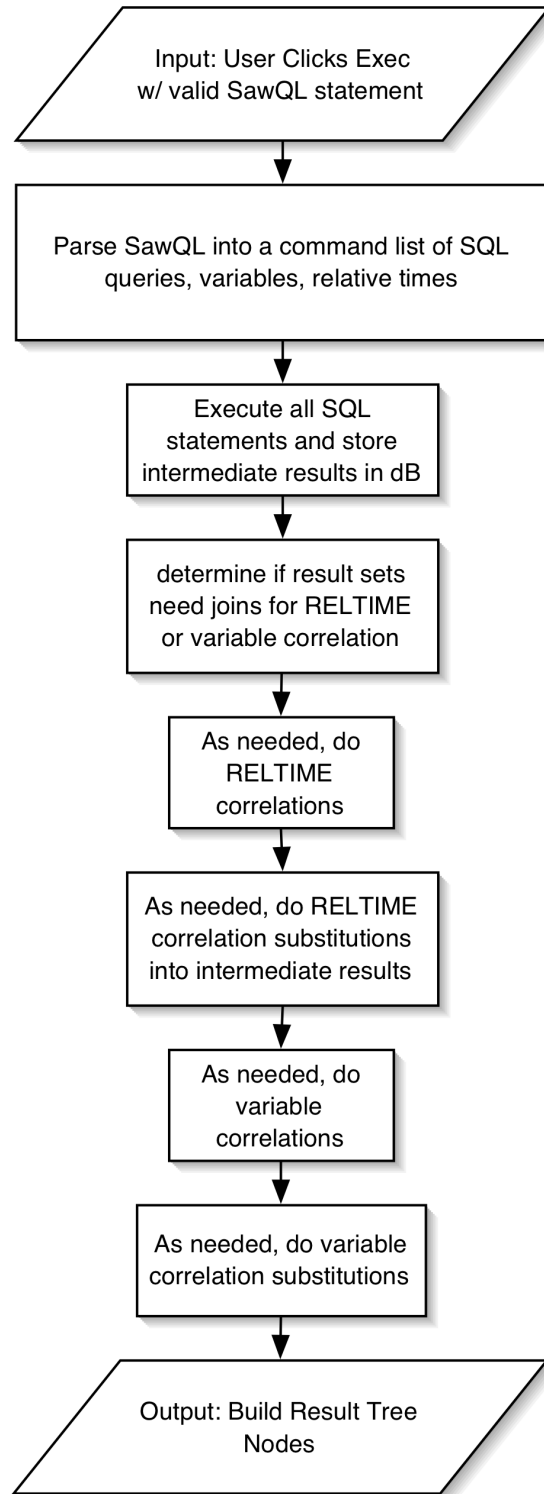 Input: User Clicks Exec
w/ valid SawQL statement
Parse SawQL into a command list of SQL
queries, variables, relative times
Execute all SQL
statements and store
intermediate results in dB
determine if result sets
need joins for RELTIME
or variable correlation
As needed, do
RELTIME
correlations
As needed, do RELTIME
correlation substitutions
into intermediate results
As needed, do
variable
correlations
As needed, do variable
correlation substitutions
Output: Build Result Tree
Nodes